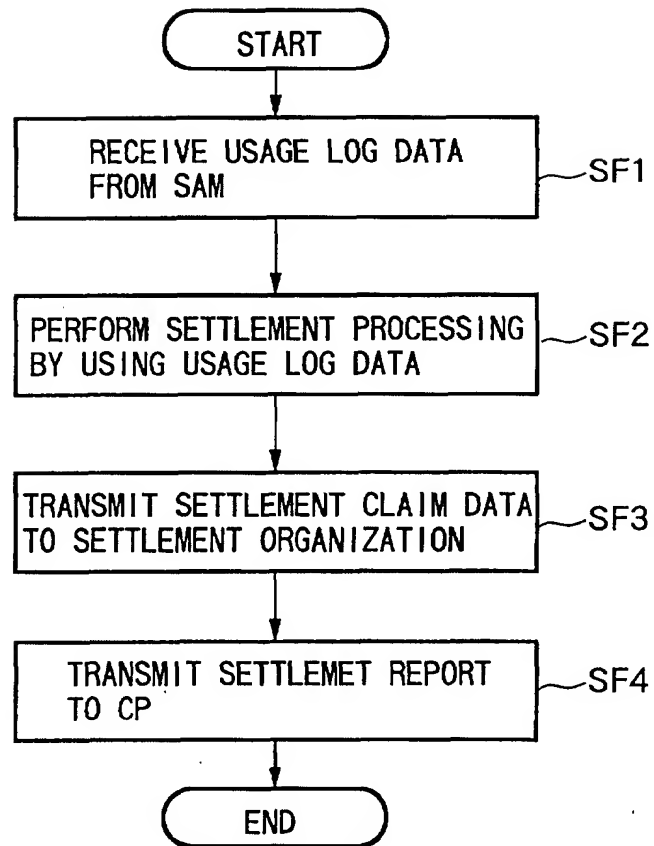 START
RECEIVE USAGE LOG DATA
FROM SAM
SF1
PERFORM SETTLEMENT PROCESSING
BY USING USAGE LOG DATA
SF2
TRANSMIT SETTLEMENT CLAIM DATA
TO SETTLEMENT ORGANIZATION
SF3
TRANSMIT SETTLEMET REPORT
TO CP
SF4
END